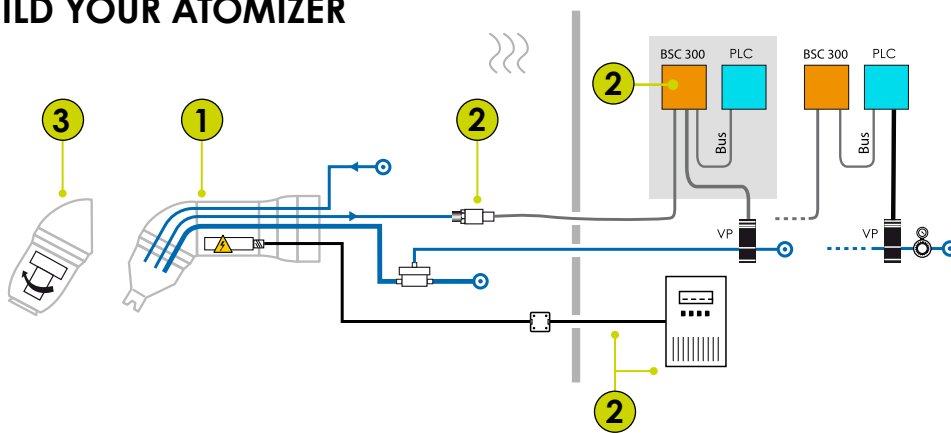 ILD YOUR ATOMIZER
BSC 300 PLC
BSC 300 PLC
2
3
1
2
Bus
Bus
VP
VP
2